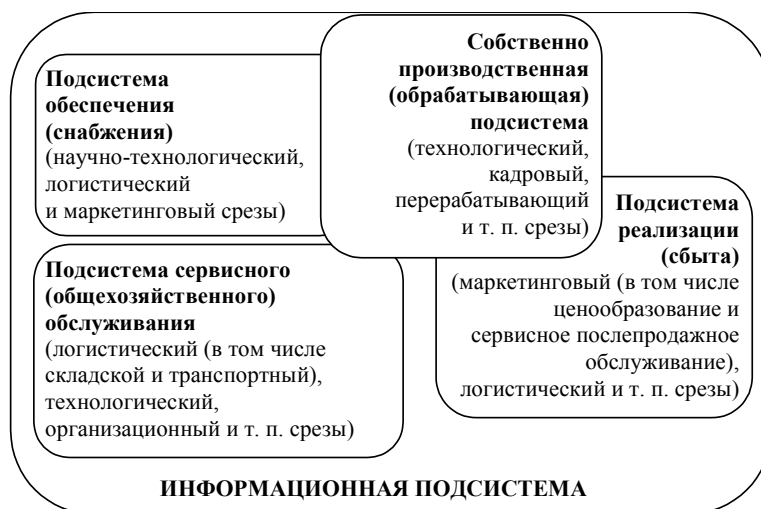 Подсистема
обеспечения
(снабжения)
(научно-технологический,
логистический
и маркетинговый срезы)
Собственно
производственная
(обрабатывающая)
подсистема
(технологический,
кадровый,
перерабатывающий
и т. п. срезы)
Подсистема сервисного
(общехозяйственного)
обслуживания
(логистический (в том числе
складской и транспортный),
технологический,
организационный и т. п. срезы)
Подсистема
реализации
(сбыта)
(маркетинговый (в том числе
ценообразование и
сервисное послепродажное
обслуживание),
логистический и т. п. срезы)
ИНФОРМАЦИОННАЯ ПОДСИСТЕМА